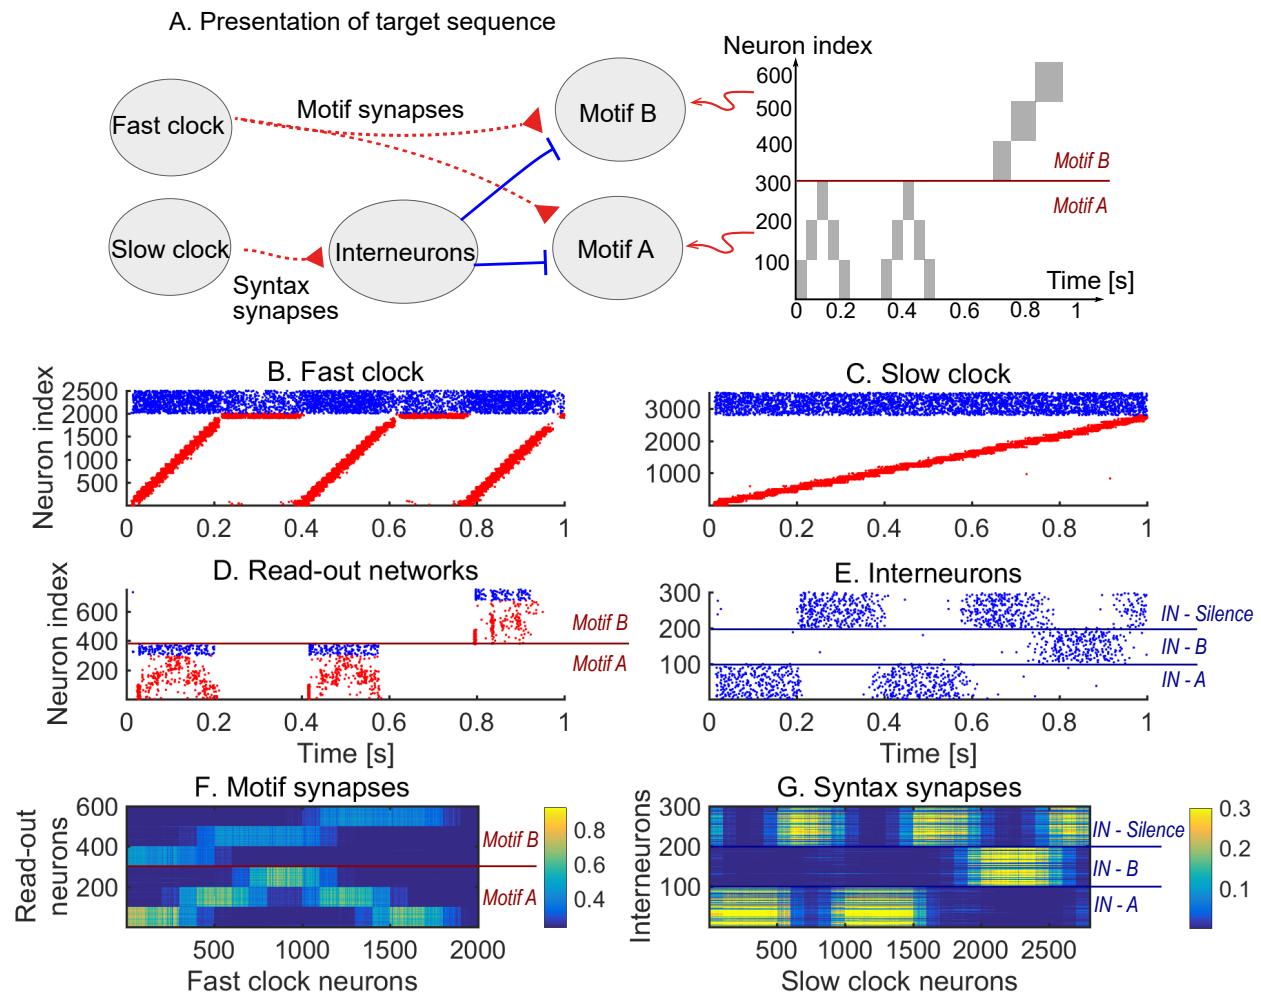 A. Presentation of target sequence
Fast clock
Motif synapses
Motif B
Slow clock
Interneurons
Motif A
Syntax
synapses
Neuron index
600
500
400
300
200
100
Motif B
Motif A
Time [s]
0 0.2 0.4 0.6 0.8 1
B. Fast clock
Neuron index
2500
2000
1500
1000
500
0 0.2 0.4 0.6 0.8 1
C. Slow clock
3000
2000
1000
0 0.2 0.4 0.6 0.8 1
D. Read-out networks
Neuron index
600
400
200
Motif B
Motif A
0 0.2 0.4 0.6 0.8 1
Time [s]
E. Interneurons
300
200
100
IN - Silence
IN - B
IN - A
0 0.2 0.4 0.6 0.8 1
Time [s]
F. Motif synapses
Read-out
neurons
600
400
200
Motif B
Motif A
500 1000 1500 2000
Fast clock neurons
0.8
0.6
0.4
G. Syntax synapses
Interneurons
300
200
100
IN - Silence
IN - B
IN - A
500 1000 1500 2000 2500
Slow clock neurons
0.3
0.2
0.1